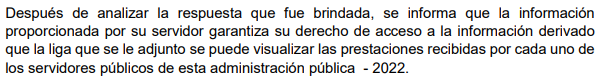 Después de analizar la respuesta que fue brindada, se informa que la información
proporcionada por su servidor garantiza su derecho de acceso a la información derivado
que la liga que se le adjunto se puede visualizar las prestaciones recibidas por cada uno de
los servidores públicos de esta administración pública - 2022.